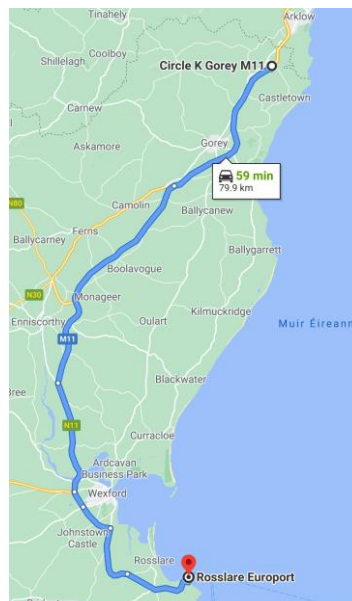 Tinahely
Arklow
Shillelagh
Coolboy
Circle K Gorey M11
Carnew
Castletown
Askamore
Gorey
59 min
79.9 km
Camolin
Ballycanew
N80
Ferns
Ballycarney
Ballygarrett
Boolavogue
N30
Monageer
Kilmuckridge
Enniscorthy
Oulart
Muir Éireann
M11
Bree
Blackwater
N11
Curracloe
Ardcavan
Business Park
Wexford
Johnstown
Castle
Rosslare
Rosslare Europort